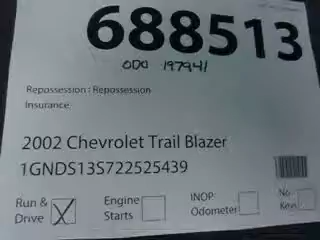 688513
ODO 197941
Repossession : Repossession
Insurance
2002 Chevrolet Trail Blazer
1GNDS13S722525439
Run & Drive
Engine Starts
INOP Odometer
No Keys